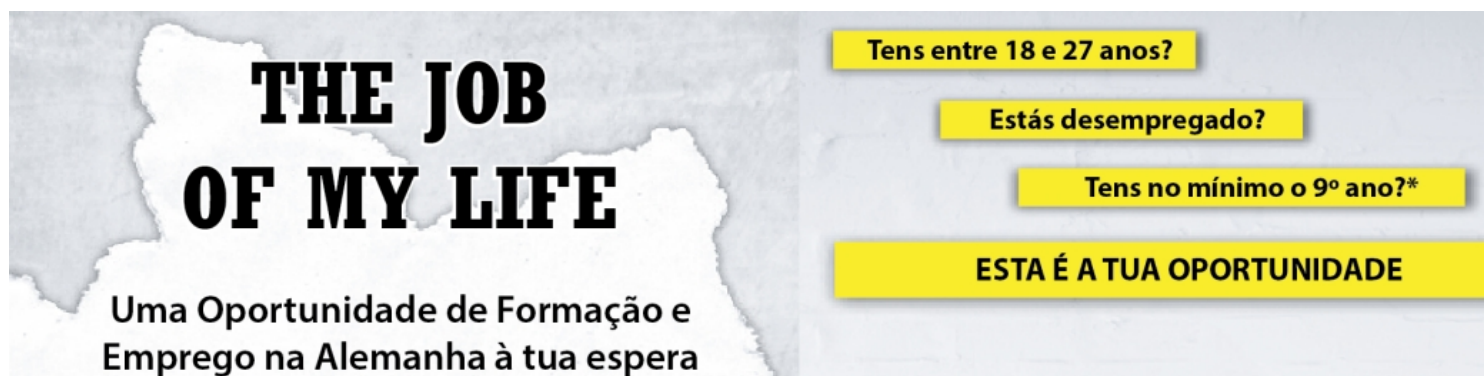 THE JOB
OF MY LIFE
Uma Oportunidade de Formação e
Emprego na Alemanha à tua espera
Tens entre 18 e 27 anos?
Estás desempregado?
Tens no mínimo o 9º ano?*
ESTA É A TUA OPORTUNIDADE